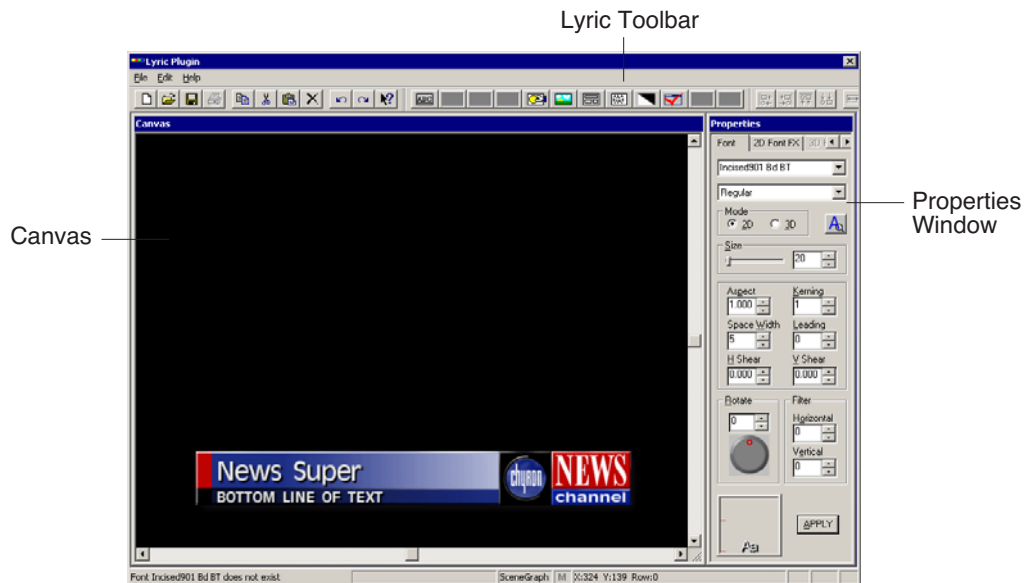 Lyric Toolbar
Lyric Plugin
File Edit Help
ABC
Canvas
Properties
Font 2D Font FX 3D
Incised901 Bd BT
Regular
Mode
2D 3D
A
Size
20
Aspect Kerning
1.000 1
Space Width Leading
5 0
H Shear V Shear
0.000 0.000
Rotate Filter
0 Horizontal
0
Vertical
0
Aa
APPLY
Properties
Window
Canvas
News Super
BOTTOM LINE OF TEXT
chyron
NEWS
channel
Font Incised901 Bd BT does not exist SceneGraph M X:324 Y:139 Row:0